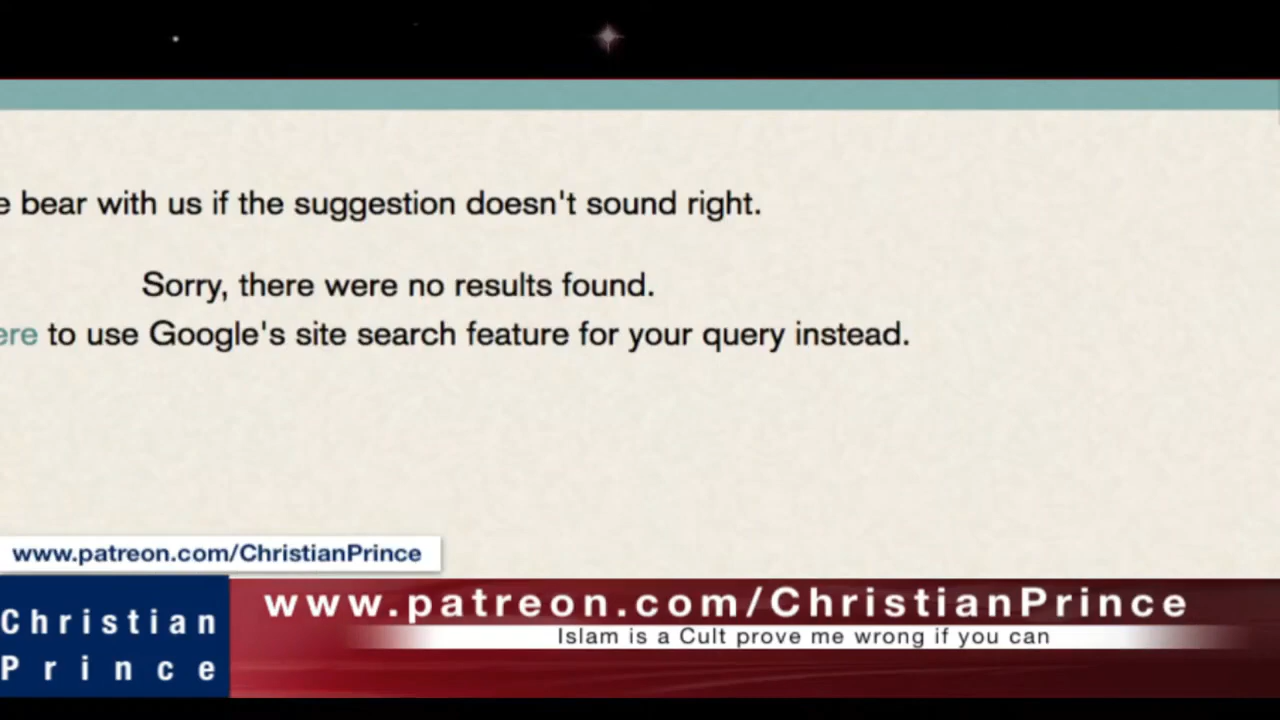 e bear with us if the suggestion doesn't sound right.
Sorry, there were no results found.
ere to use Google's site search feature for your query instead.
www.patreon.com/ChristianPrince
Christian
Prince
www.patreon.com/ChristianPrince
Islam is a Cult prove me wrong if you can